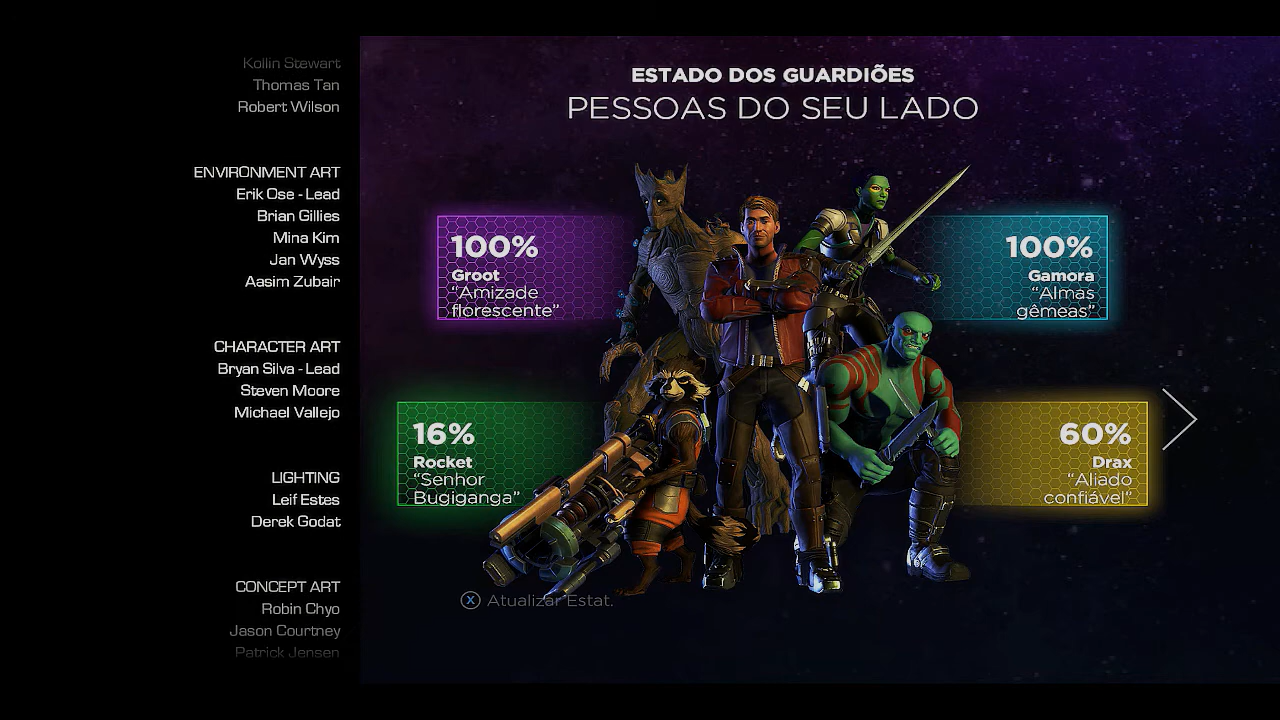 Kollin Stewart
Thomas Tan
Robert Wilson
ENVIRONMENT ART
Erik Ose - Lead
Brian Gillies
Mina Kim
Jan Wyss
Aasim Zubair
CHARACTER ART
Bryan Silva - Lead
Steven Moore
Michael Vallejo
LIGHTING
Leif Estes
Derek Godat
CONCEPT ART
Robin Chyo
Jason Courtney
Patrick Jensen
ESTADO DOS GUARDIÕES
PESSOAS DO SEU LADO
100%
Groot
“Amizade
florescente”
100%
Gamora
“Almas
gêmeas”
16%
Rocket
“Senhor
Bugiganga”
60%
Drax
“Aliado
confiável”
X Atualizar Estat.